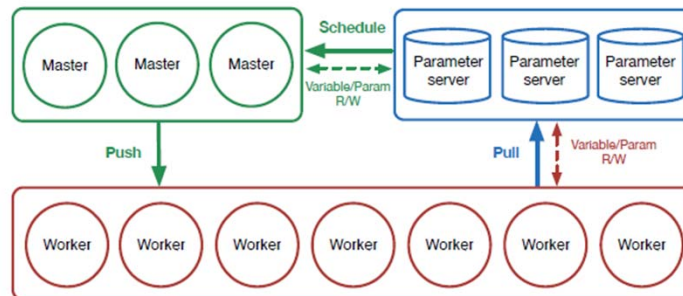 Master
Master
Master
Schedule
Variable/Param
R/W
Parameter
server
Parameter
server
Parameter
server
Push
Pull
Variable/Param
R/W
Worker
Worker
Worker
Worker
Worker
Worker
Worker